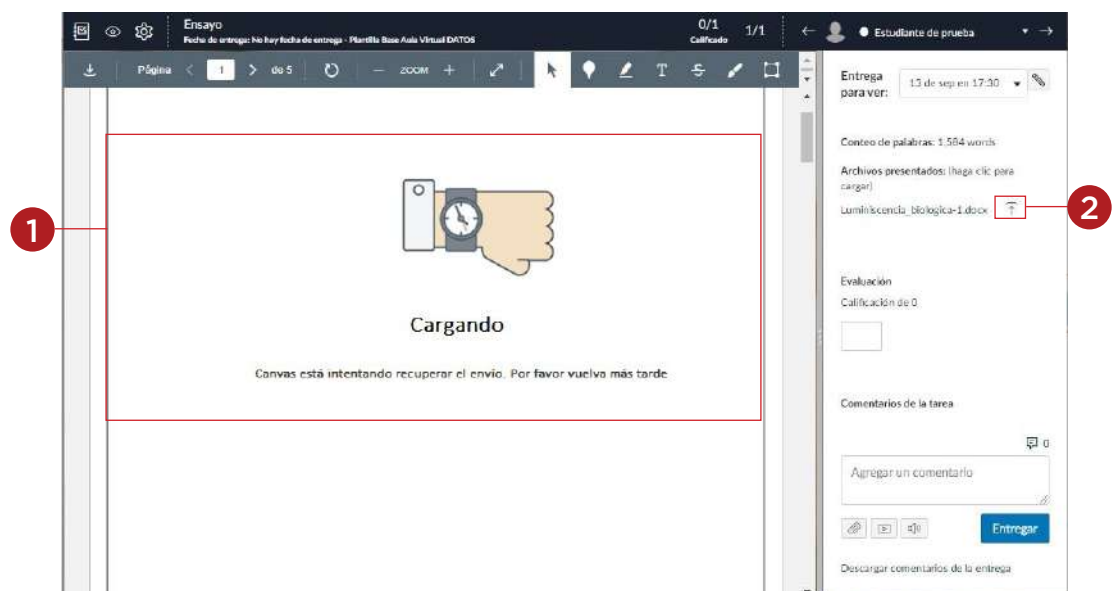 Ensayo
Fecha de entrega: No hay fecha de entrega - Plantilla Base Aula Virtual DATOS
0/1
Calificado
1/1
Estudiante de prueba
Página
1
de 5
ZOOM
T
S
Entrega
para ver:
13 de sep en 17:30
Conteo de palabras: 1,584 words
Archivos presentados: (haga clic para
cargar)
Luminiscencia_biologica-1.docx
1
2
Cargando
Canvas está intentando recuperar el envío. Por favor vuelva más tarde
Evaluación
Calificación de 0
Comentarios de la tarea
0
Agregar un comentario
Entregar
Descargar comentarios de la entrega